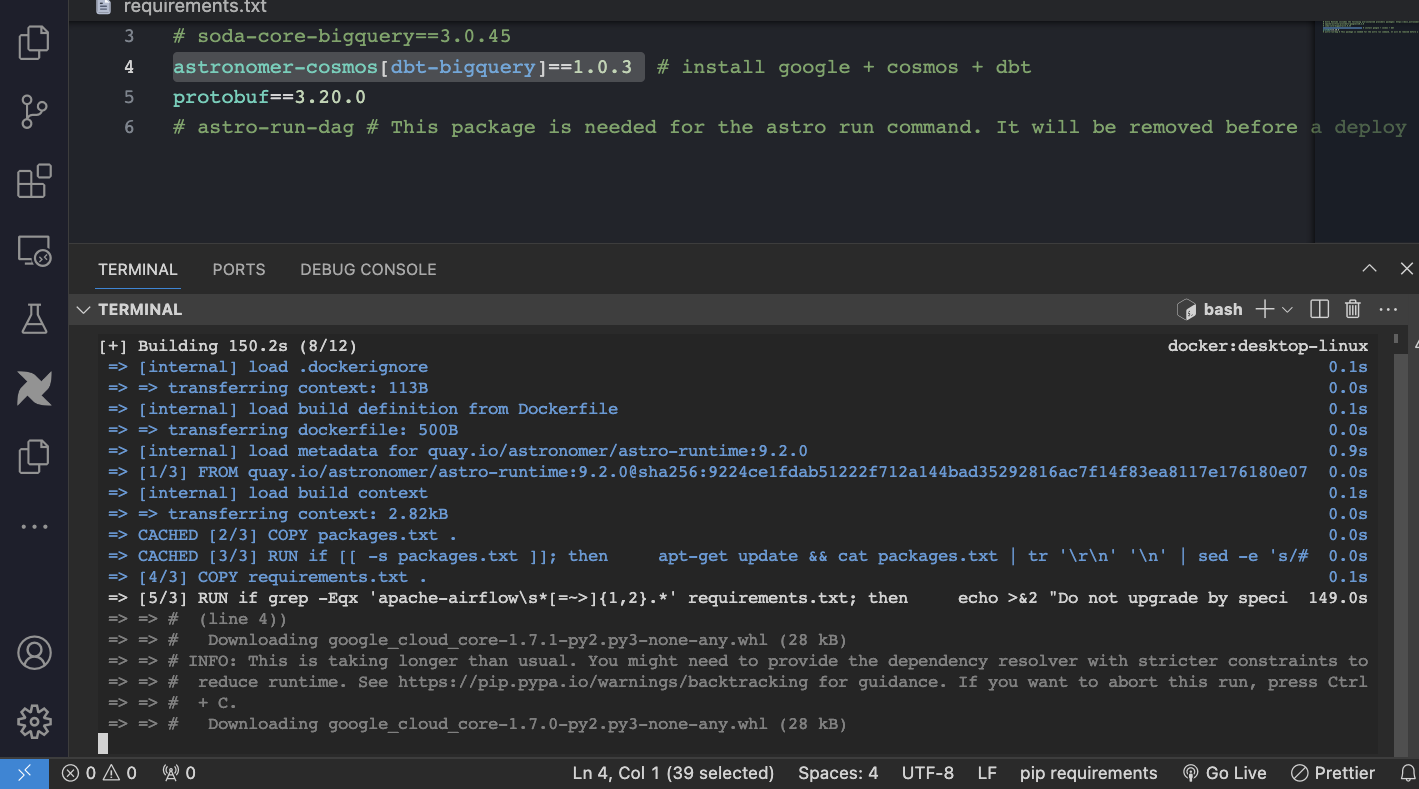 requirements.txt
3 # soda-core-bigquery==3.0.45
4 astronomer-cosmos[dbt-bigquery]==1.0.3 # install google + cosmos + dbt
5 protobuf==3.20.0
6 # astro-run-dag # This package is needed for the astro run command. It will be removed before a deploy
TERMINAL PORTS DEBUG CONSOLE
TERMINAL bash
[+] Building 150.2s (8/12) docker:desktop-linux
=> [internal] load .dockerignore 0.1s
=> => transferring context: 113B 0.0s
=> [internal] load build definition from Dockerfile 0.1s
=> => transferring dockerfile: 500B 0.0s
=> [internal] load metadata for quay.io/astronomer/astro-runtime:9.2.0 0.9s
=> [1/3] FROM quay.io/astronomer/astro-runtime:9.2.0@sha256:9224ce1fdab51222f712a144bad35292816ac7f14f83ea8117e176180e07 0.0s
=> [internal] load build context 0.1s
=> => transferring context: 2.82kB 0.0s
=> CACHED [2/3] COPY packages.txt . 0.0s
=> CACHED [3/3] RUN if [[ -s packages.txt ]]; then apt-get update && cat packages.txt | tr '\r\n' '\n' | sed -e 's/# 0.0s
=> [4/3] COPY requirements.txt . 0.1s
=> [5/3] RUN if grep -Eqx 'apache-airflow\s*[=~>]{1,2}.*' requirements.txt; then echo >&2 "Do not upgrade by speci 149.0s
=> => # (line 4))
=> => # Downloading google_cloud_core-1.7.1-py2.py3-none-any.whl (28 kB)
=> => # INFO: This is taking longer than usual. You might need to provide the dependency resolver with stricter constraints to
=> => # reduce runtime. See https://pip.pypa.io/warnings/backtracking for guidance. If you want to abort this run, press Ctrl
=> => # + C.
=> => # Downloading google_cloud_core-1.7.0-py2.py3-none-any.whl (28 kB)
0 0 0 Ln 4, Col 1 (39 selected) Spaces: 4 UTF-8 LF pip requirements Go Live Prettier